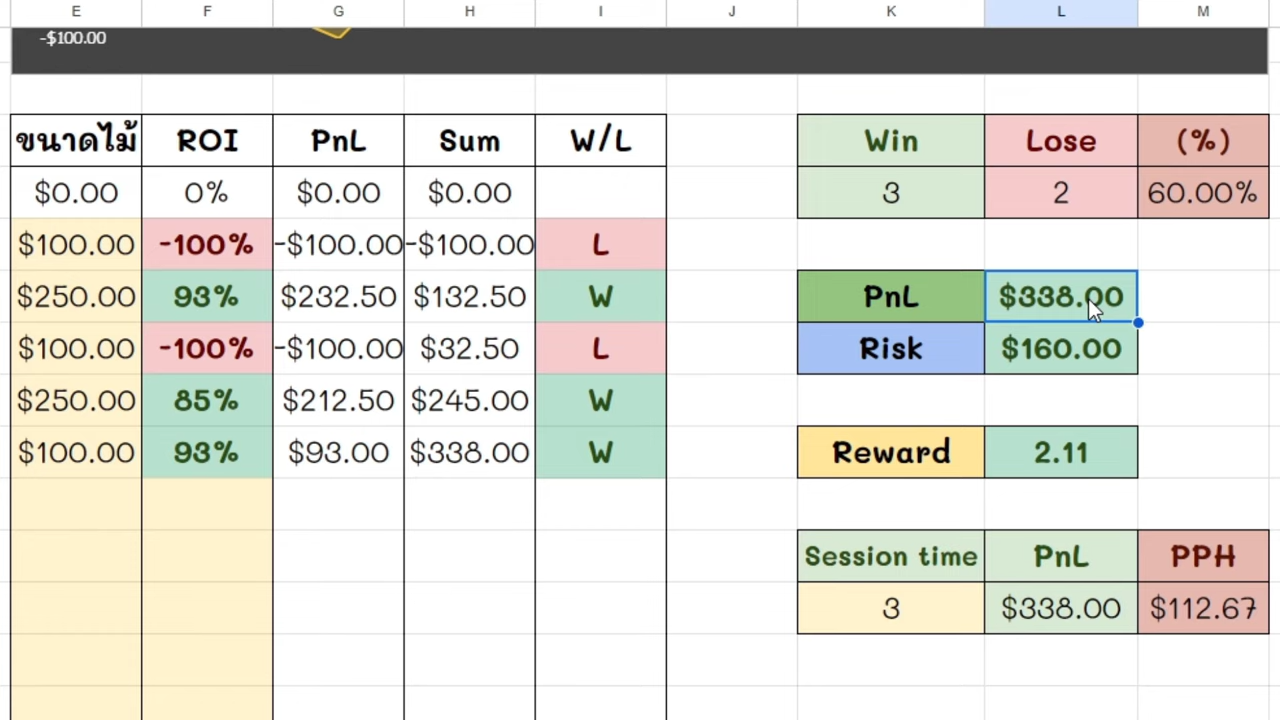 E F G H I J K L M
-$100.00
ขนาดไม้ ROI PnL Sum W/L Win Lose (%)
$0.00 0% $0.00 $0.00 3 2 60.00%
$100.00 -100% -$100.00 -$100.00 L
$250.00 93% $232.50 $132.50 W PnL $338.00
$100.00 -100% -$100.00 $32.50 L Risk $160.00
$250.00 85% $212.50 $245.00 W
$100.00 93% $93.00 $338.00 W Reward 2.11
Session time PnL PPH
3 $338.00 $112.67